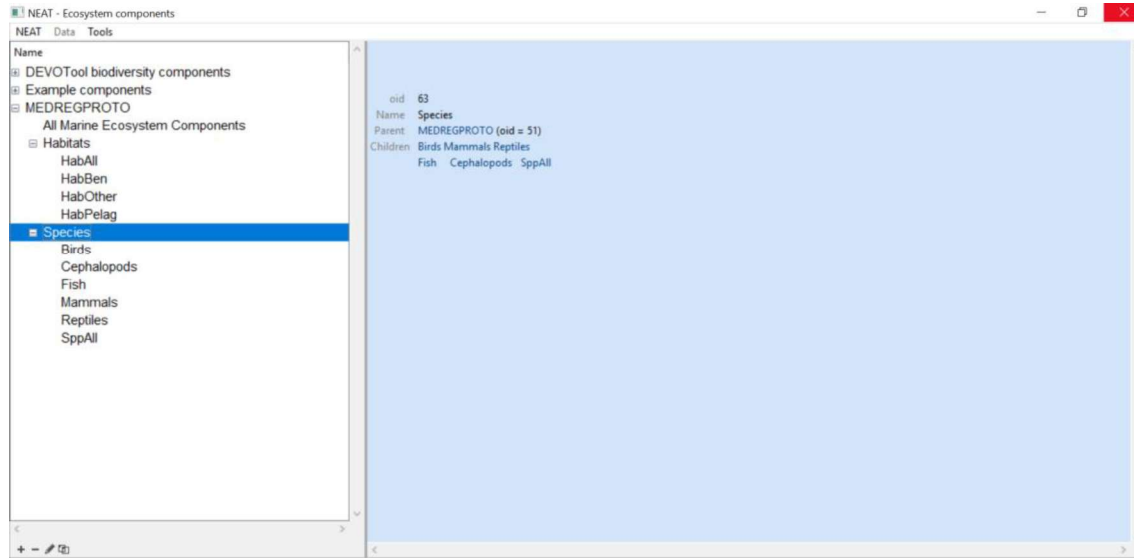 NEAT - Ecosystem components
NEAT Data Tools
Name
DEVOTool biodiversity components
Example components
MEDREGPROTO
All Marine Ecosystem Components
Habitats
HabAll
HabBen
HabOther
HabPelag
Species
Birds
Cephalopods
Fish
Mammals
Reptiles
SppAll
oid 63
Name Species
Parent MEDREGPROTO (oid = 51)
Children Birds Mammals Reptiles
Fish Cephalopods SppAll